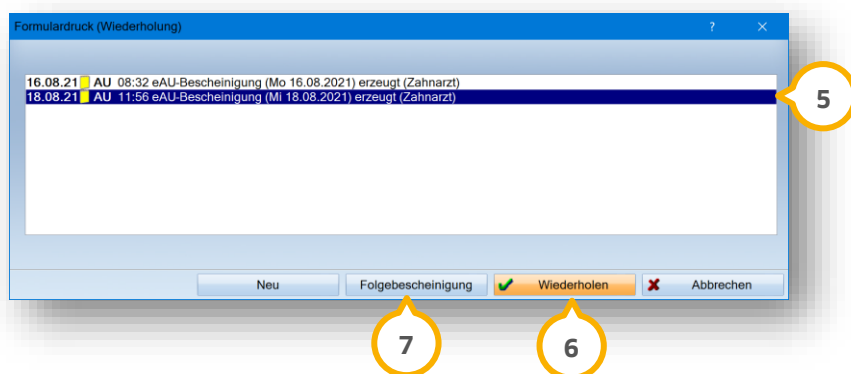 Formulardruck (Wiederholung) ? ×
16.08.21 AU 08:32 eAU-Bescheinigung (Mo 16.08.2021) erzeugt (Zahnarzt)
18.08.21 AU 11:56 eAU-Bescheinigung (Mi 18.08.2021) erzeugt (Zahnarzt)
5
Neu Folgebescheinigung Wiederholen Abbrechen
7 6